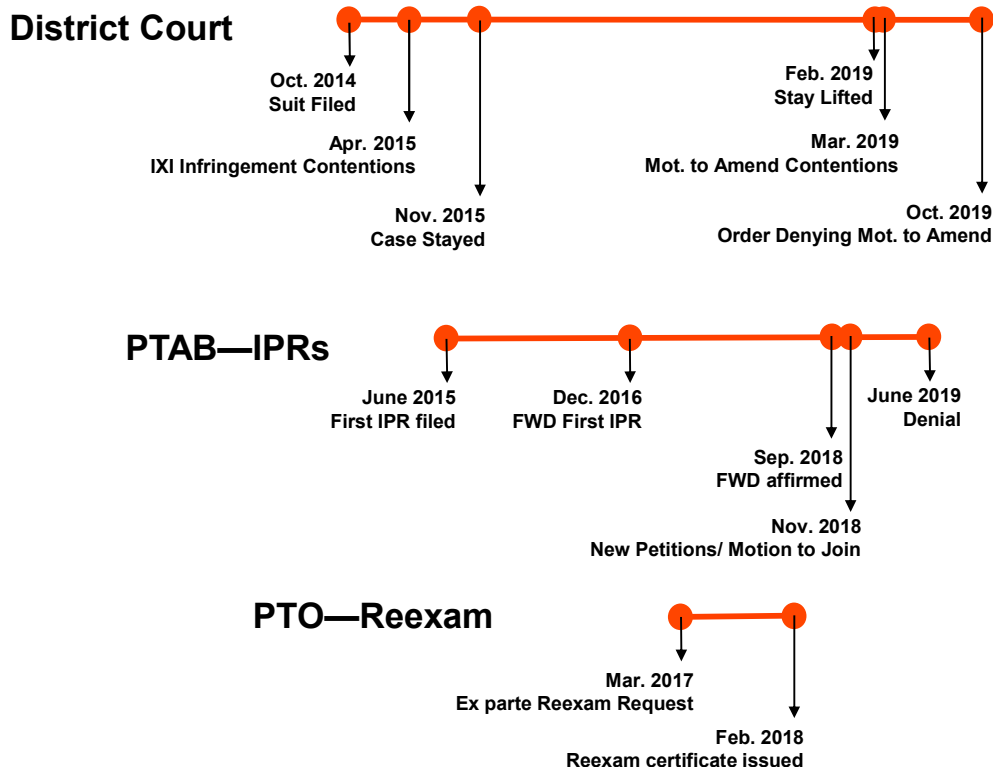 District Court
Oct. 2014
Suit Filed
Apr. 2015
IXI Infringement Contentions
Nov. 2015
Case Stayed
Feb. 2019
Stay Lifted
Mar. 2019
Mot. to Amend Contentions
Oct. 2019
Order Denying Mot. to Amend
PTAB—IPRs
June 2015
First IPR filed
Dec. 2016
FWD First IPR
Sep. 2018
FWD affirmed
Nov. 2018
New Petitions/ Motion to Join
June 2019
Denial
PTO—Reexam
Mar. 2017
Ex parte Reexam Request
Feb. 2018
Reexam certificate issued